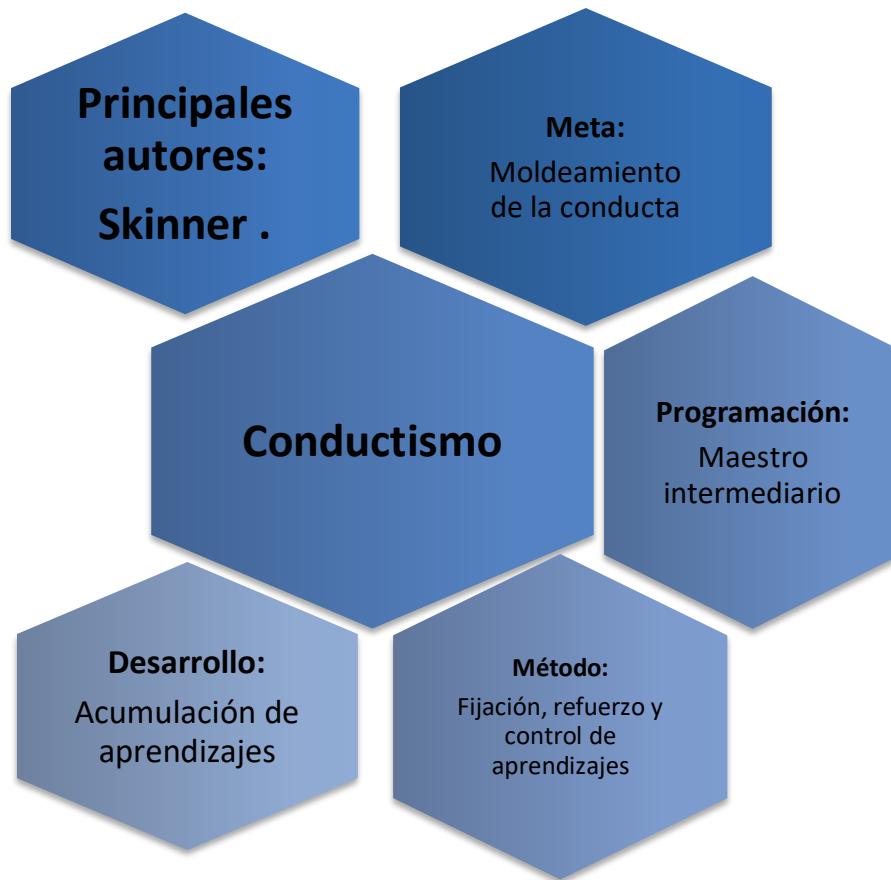 Principales
autores:
Skinner .
Meta:
Moldeamiento
de la conducta
Conductismo
Programación:
Maestro
intermediario
Desarrollo:
Acumulación de
aprendizajes
Método:
Fijación, refuerzo y
control de
aprendizajes